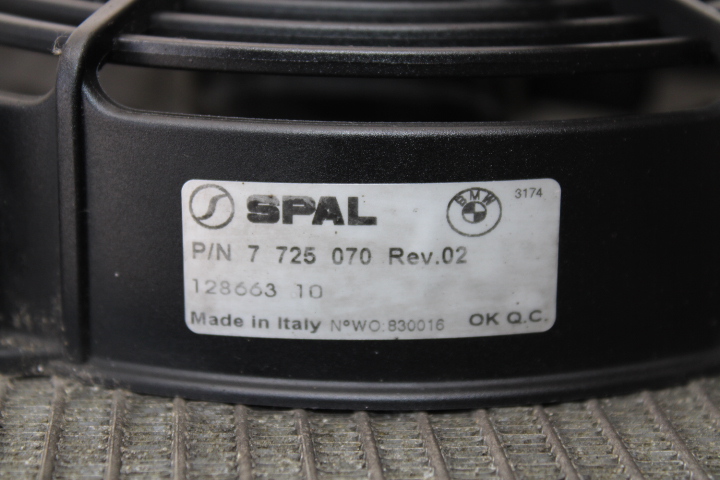 SPAL
BMW
3174
P/N 7 725 070 Rev.02
128663 10
Made in Italy N°WO:830016 OK Q.C.